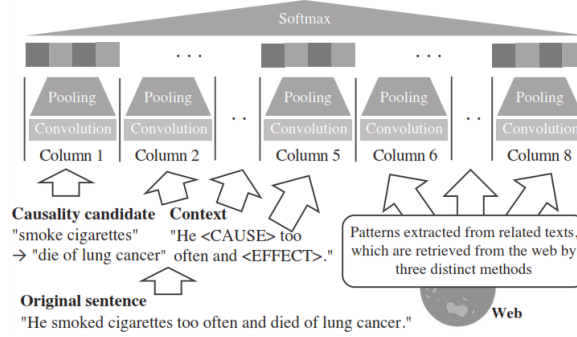 Softmax
. . .
. . .
Pooling
Pooling
Pooling
Pooling
Pooling
Convolution
Convolution
. .
Convolution
Convolution
. .
Convolution
Column 1
Column 2
Column 5
Column 6
Column 8
Causality candidate
"smoke cigarettes"
→ "die of lung cancer"
Context
"He <CAUSE> too
often and <EFFECT>."
Patterns extracted from related texts,
which are retrieved from the web by
three distinct methods
Original sentence
"He smoked cigarettes too often and died of lung cancer."
Web